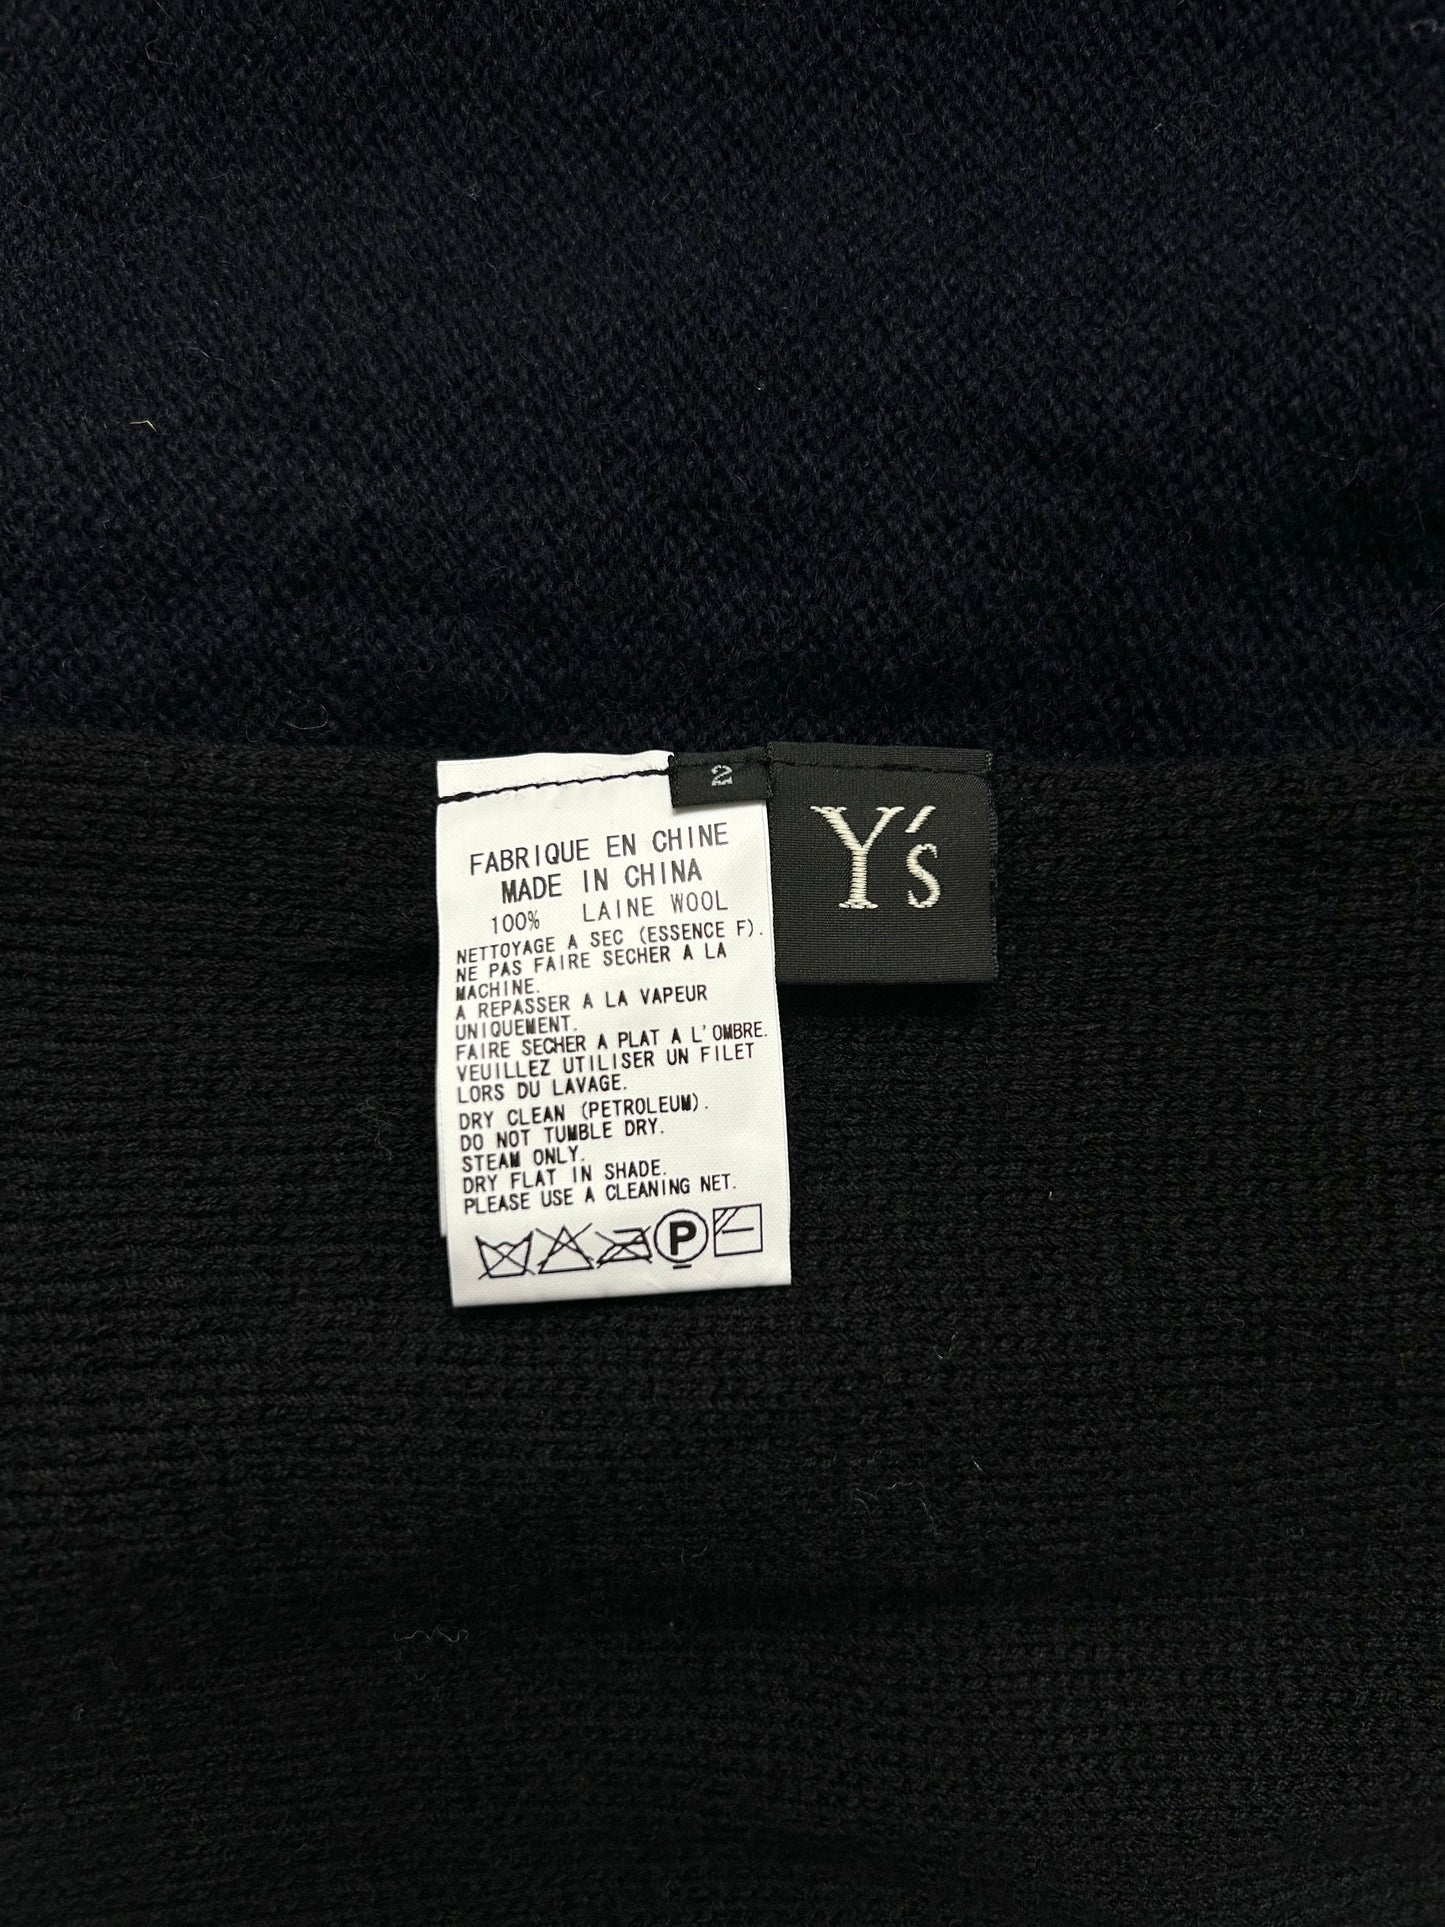 2
Y's
FABRIQUE EN CHINE
MADE IN CHINA
100% LAINE WOOL
NETTOYAGE A SEC (ESSENCE F).
NE PAS FAIRE SECHER A LA
MACHINE.
A REPASSER A LA VAPEUR
UNIQUEMENT.
FAIRE SECHER A PLAT A L'OMBRE.
VEUILLEZ UTILISER UN FILET
LORS DU LAVAGE.
DRY CLEAN (PETROLEUM).
DO NOT TUMBLE DRY.
STEAM ONLY.
DRY FLAT IN SHADE.
PLEASE USE A CLEANING NET.
P